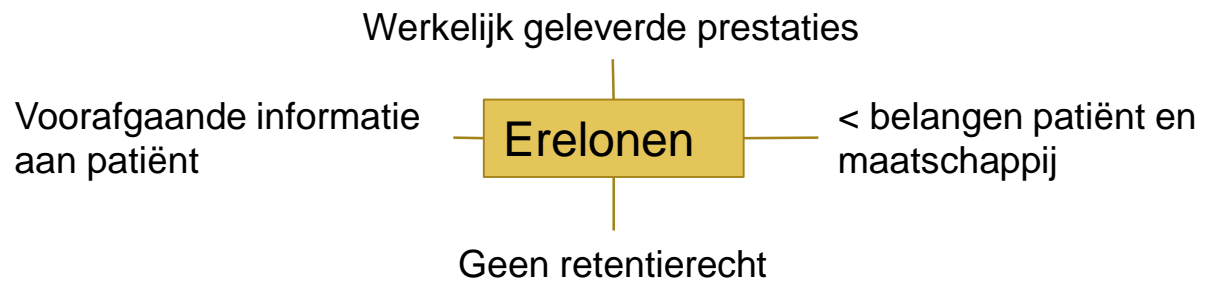 Werkelijk geleverde prestaties
Voorafgaande informatie
aan patiënt
Erelonen
< belangen patiënt en
maatschappij
Geen retentierecht